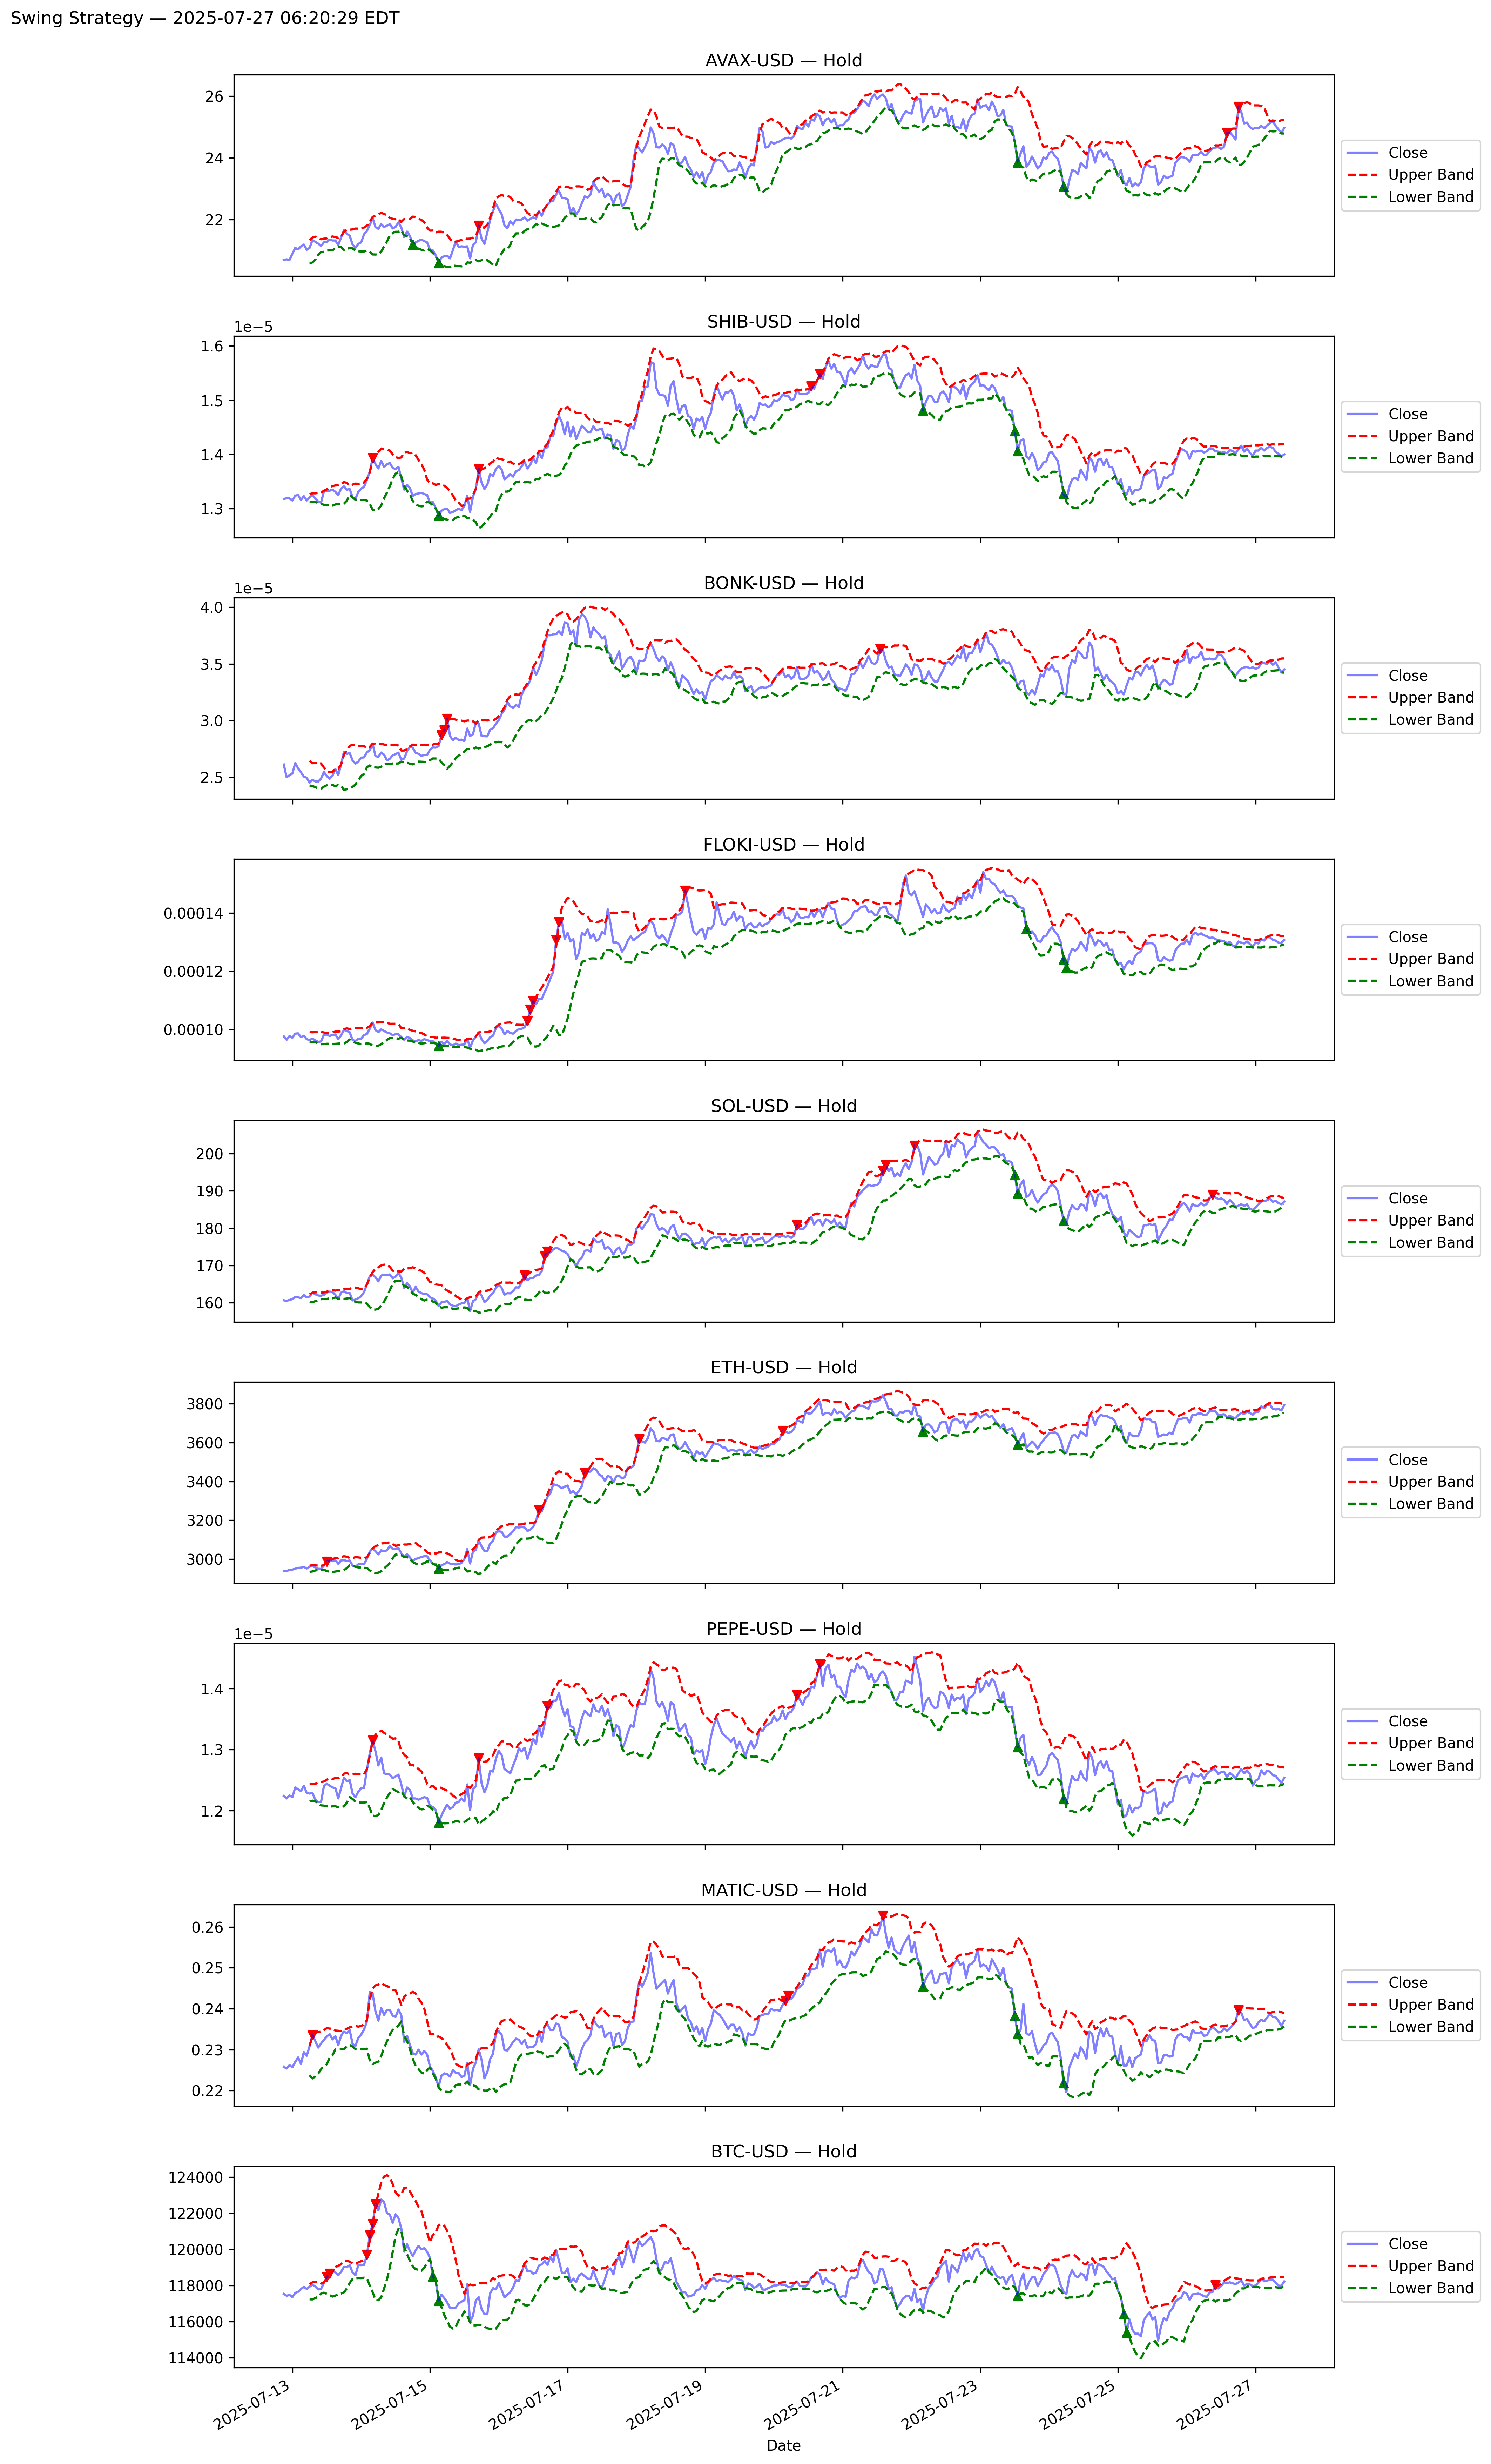 Swing Strategy — 2025-07-27 06:20:29 EDT
AVAX-USD — Hold
26
24
22
Close
Upper Band
Lower Band
SHIB-USD — Hold
1e−5
1.6
1.5
1.4
1.3
Close
Upper Band
Lower Band
BONK-USD — Hold
1e−5
4.0
3.5
3.0
2.5
Close
Upper Band
Lower Band
FLOKI-USD — Hold
0.00014
0.00012
0.00010
Close
Upper Band
Lower Band
SOL-USD — Hold
200
190
180
170
160
Close
Upper Band
Lower Band
ETH-USD — Hold
3800
3600
3400
3200
3000
Close
Upper Band
Lower Band
PEPE-USD — Hold
1e−5
1.4
1.3
1.2
Close
Upper Band
Lower Band
MATIC-USD — Hold
0.26
0.25
0.24
0.23
0.22
Close
Upper Band
Lower Band
BTC-USD — Hold
124000
122000
120000
118000
116000
114000
Close
Upper Band
Lower Band
2025-07-13
2025-07-15
2025-07-17
2025-07-19
2025-07-21
2025-07-23
2025-07-25
2025-07-27
Date